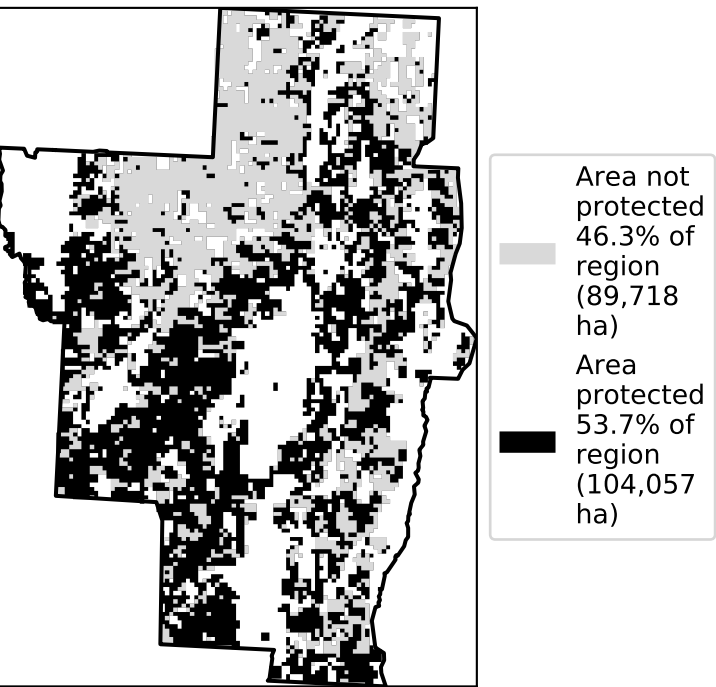 Area not
protected
46.3% of
region
(89,718
ha)
Area
protected
53.7% of
region
(104,057
ha)